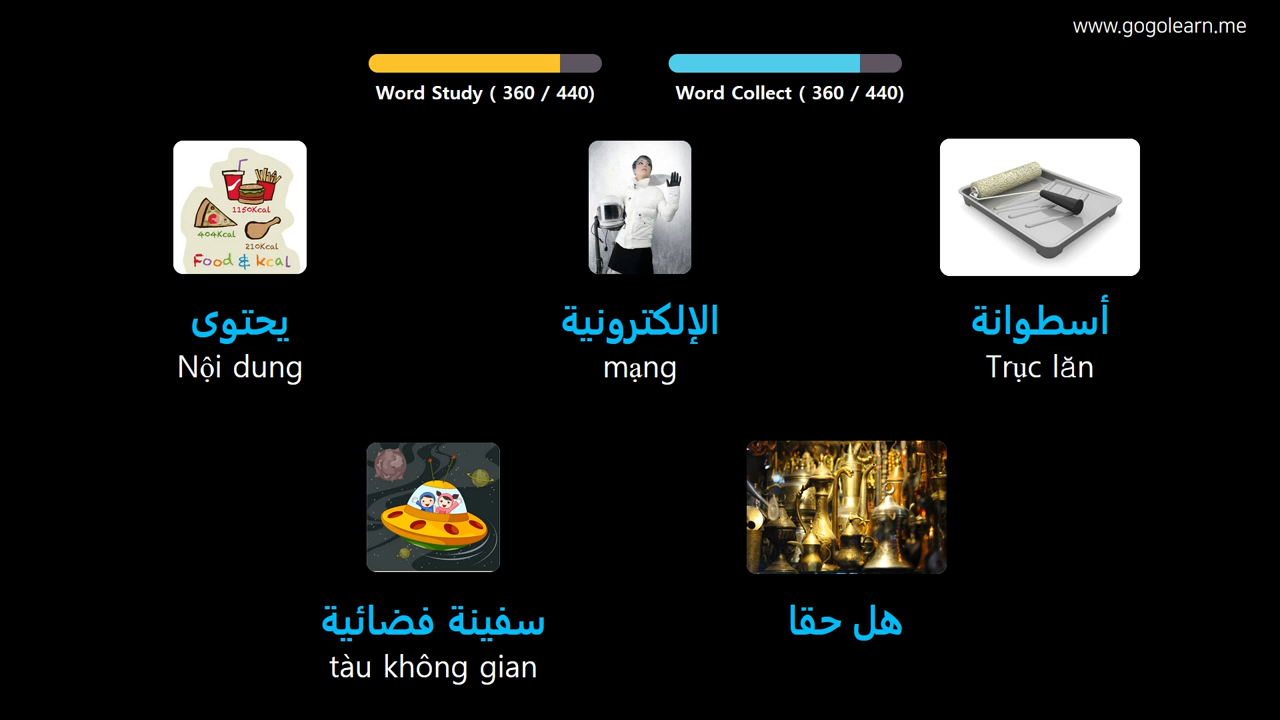 www.gogolearn.me
Word Study ( 360 / 440)
Word Collect ( 360 / 440)
1150Kcal
404Kcal
210Kcal
Food & kcal
يحتوى
Nội dung
الإلكترونية
mạng
أسطوانة
Trục lăn
سفينة فضائية
tàu không gian
هل حقا